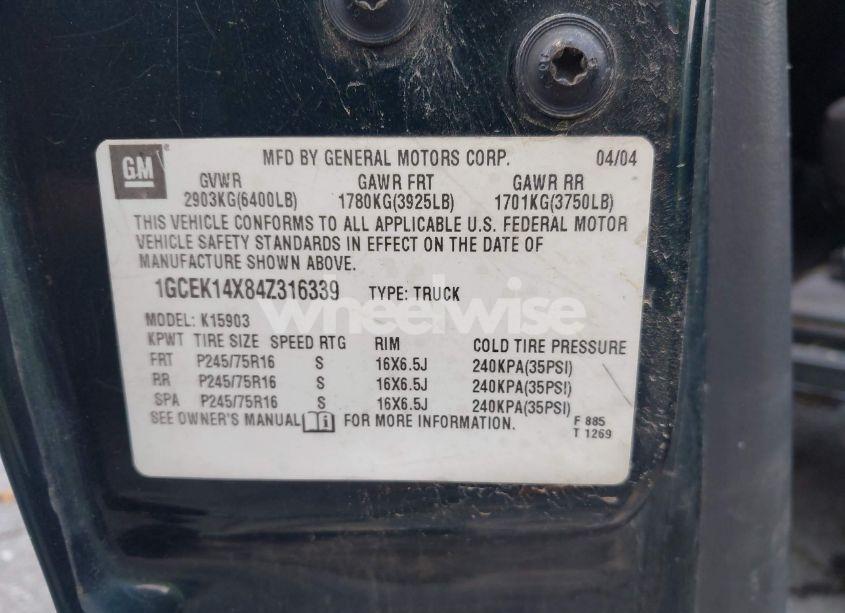 GM
MFD BY GENERAL MOTORS CORP. 04/04
GVWR GAWR FRT GAWR RR
2903KG(6400LB) 1780KG(3925LB) 1701KG(3750LB)
THIS VEHICLE CONFORMS TO ALL APPLICABLE U.S. FEDERAL MOTOR
VEHICLE SAFETY STANDARDS IN EFFECT ON THE DATE OF
MANUFACTURE SHOWN ABOVE.
1GCEK14X84Z316339 TYPE: TRUCK
wheelwise
MODEL: K15903
KPWT TIRE SIZE SPEED RTG RIM COLD TIRE PRESSURE
FRT P245/75R16 S 16X6.5J 240KPA(35PSI)
RR P245/75R16 S 16X6.5J 240KPA(35PSI)
SPA P245/75R16 S 16X6.5J 240KPA(35PSI)
SEE OWNER'S MANUAL FOR MORE INFORMATION.
F 885
T 1269